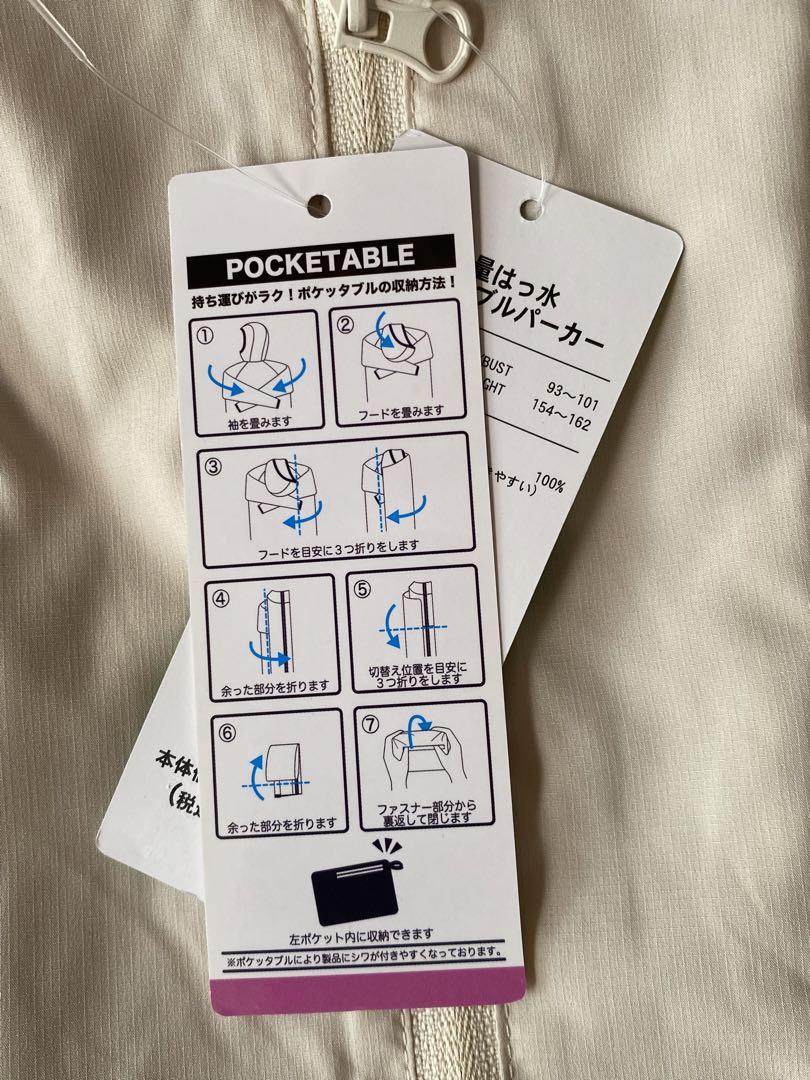 POCKETABLE
持ち運びがラク！ポケッタブルの収納方法！
①
袖を畳みます
②
フードを畳みます
③
フードを目安に３つ折りをします
④
余った部分を折ります
⑤
切替え位置を目安に
３つ折りをします
⑥
余った部分を折ります
⑦
ファスナー部分から
裏返して閉じます
左ポケット内に収納できます
※ポケッタブルにより製品にシワが付きやすくなっております。
量はっ水
ブルパーカー
BUST 93～101
GHT 154～162
100%
やすい）
本体
（税